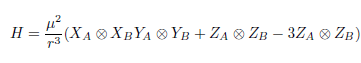 H = \frac{\mu^2}{r^3}(X_A \otimes X_B Y_A \otimes Y_B + Z_A \otimes Z_B - 3Z_A \otimes Z_B)